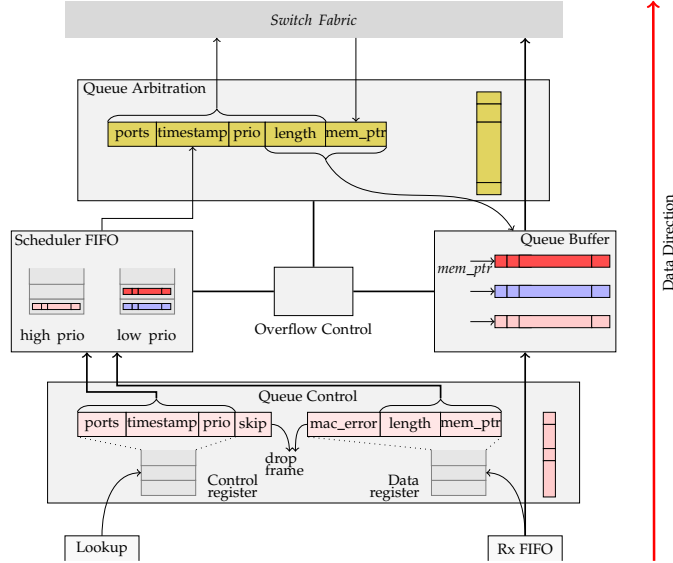 Switch Fabric
Queue Arbitration
ports timestamp prio length mem_ptr
Scheduler FIFO
Queue Buffer
mem_ptr
high prio low prio
Overflow Control
Data Direction
Queue Control
ports timestamp prio skip mac_error length mem_ptr
drop
frame
Control
register
Data
register
Lookup
Rx FIFO